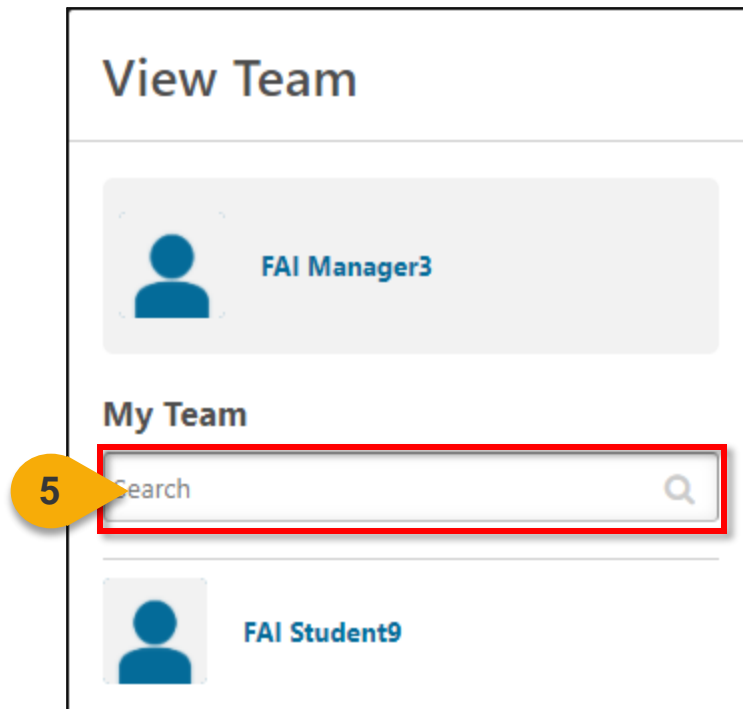 View Team
FAI Manager3
My Team
5
Search
FAI Student9